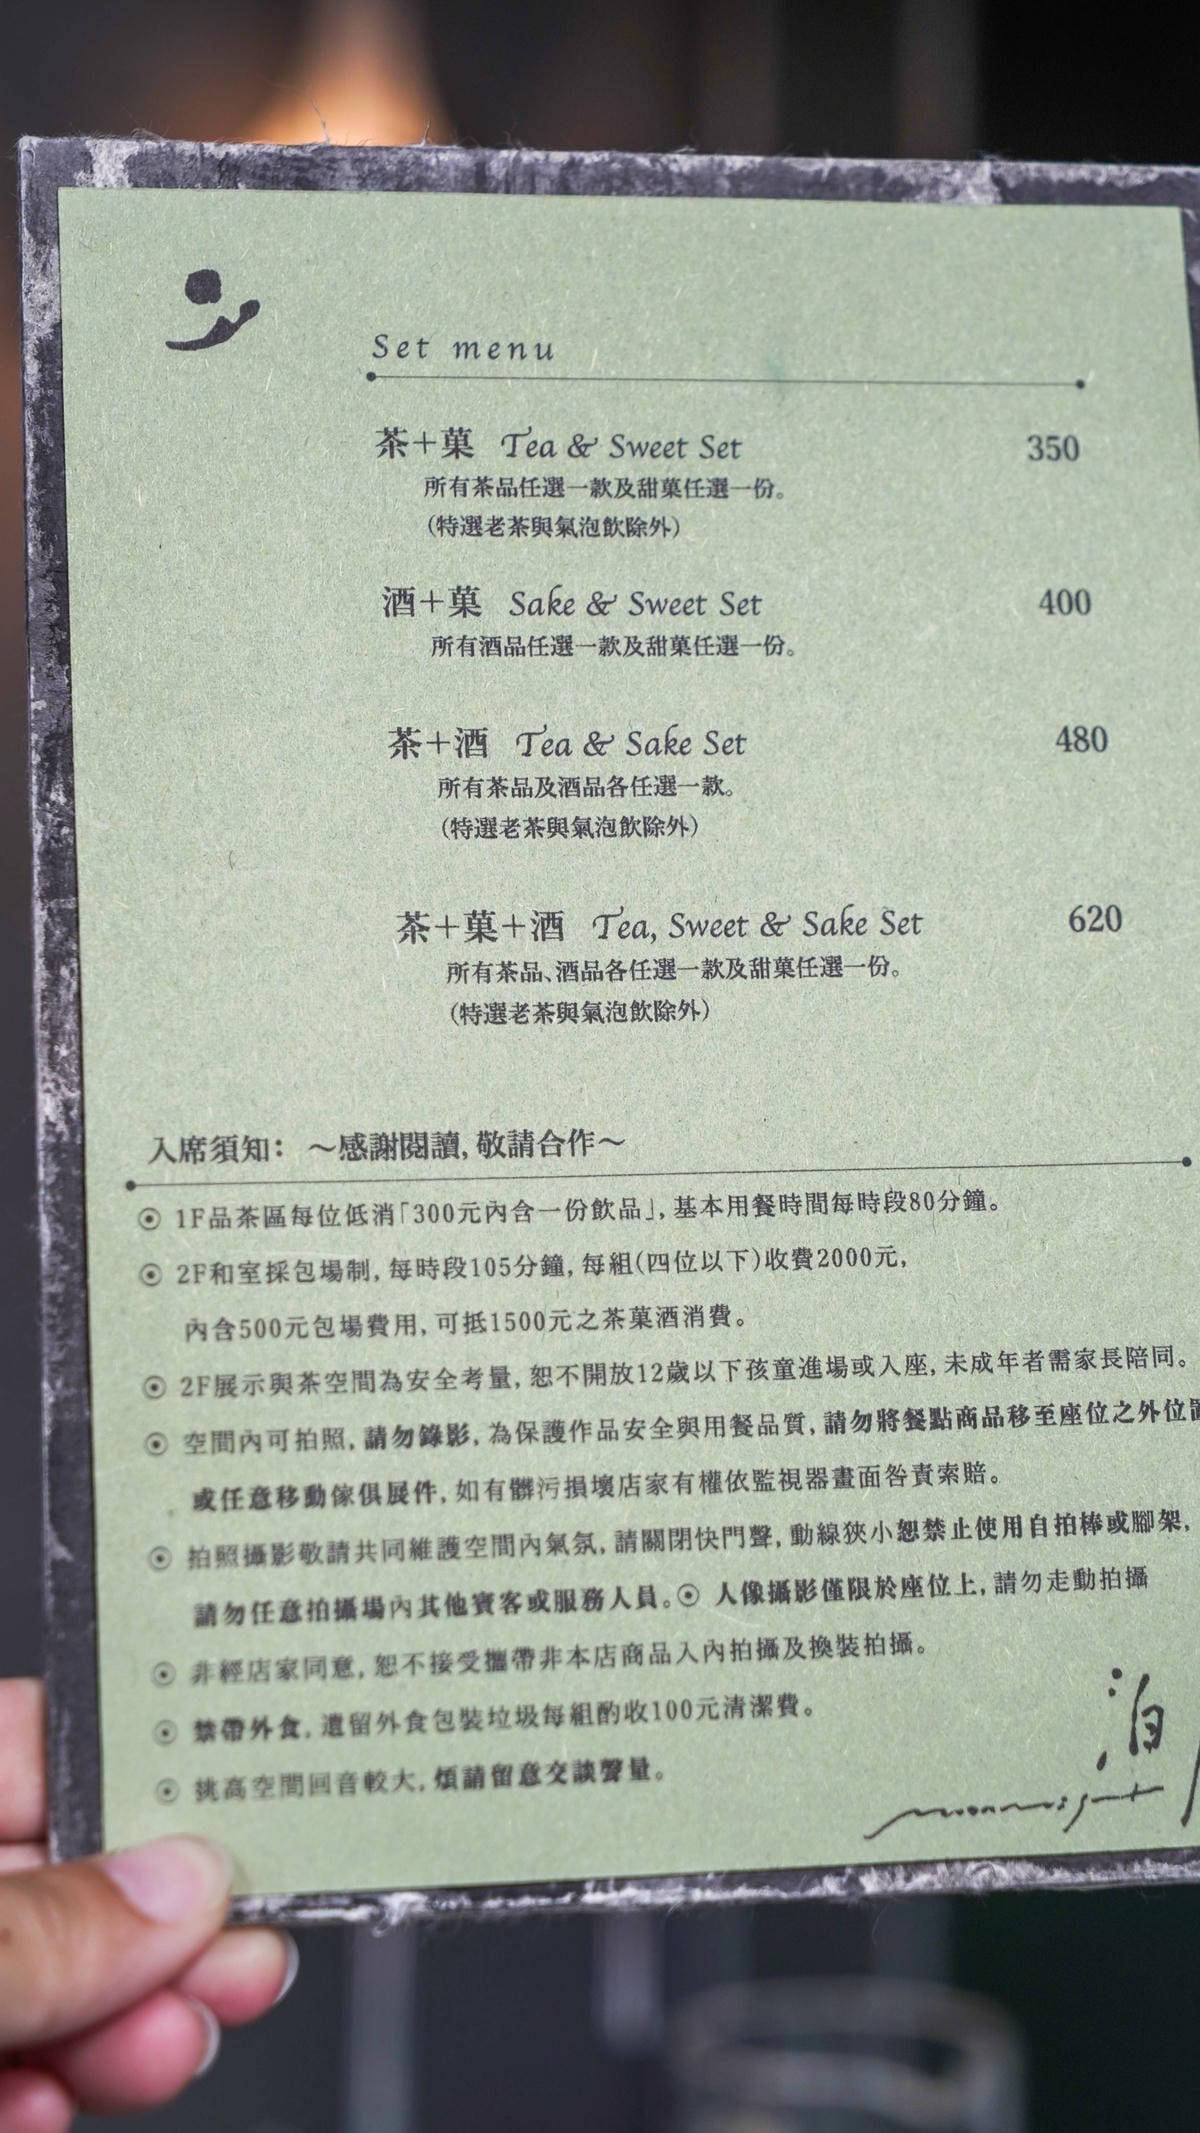 Set menu
茶＋菓 Tea & Sweet Set 350
所有茶品任選一款及甜菓任選一份。
(特選老茶與氣泡飲除外)
酒＋菓 Sake & Sweet Set 400
所有酒品任選一款及甜菓任選一份。
茶＋酒 Tea & Sake Set 480
所有茶品及酒品各任選一款。
(特選老茶與氣泡飲除外)
茶＋菓＋酒 Tea, Sweet & Sake Set 620
所有茶品、酒品各任選一款及甜菓任選一份。
(特選老茶與氣泡飲除外)
入席須知： ～感謝閱讀, 敬請合作～
⦿ 1F品茶區每位低消「300元內含一份飲品」, 基本用餐時間每時段80分鐘。
⦿ 2F和室採包場制, 每時段105分鐘, 每組(四位以下)收費2000元,
內含500元包場費用, 可抵1500元之茶菓酒消費。
⦿ 2F展示與茶空間為安全考量, 恕不開放12歲以下孩童進場或入座, 未成年者需家長陪同。
⦿ 空間內可拍照, 請勿錄影, 為保護作品安全與用餐品質, 請勿將餐點商品移至座位之外位置
或任意移動傢俱展件, 如有髒污損壞店家有權依監視器畫面咎責索賠。
⦿ 拍照攝影敬請共同維護空間內氣氛, 請關閉快門聲, 動線狹小恕禁止使用自拍棒或腳架,
請勿任意拍攝場內其他賓客或服務人員。⦿ 人像攝影僅限於座位上, 請勿走動拍攝
⦿ 非經店家同意, 恕不接受攜帶非本店商品入內拍攝及換裝拍攝。
⦿ 禁帶外食, 遺留外食包裝垃圾每組酌收100元清潔費。
⦿ 挑高空間回音較大, 煩請留意交談聲量。
泊